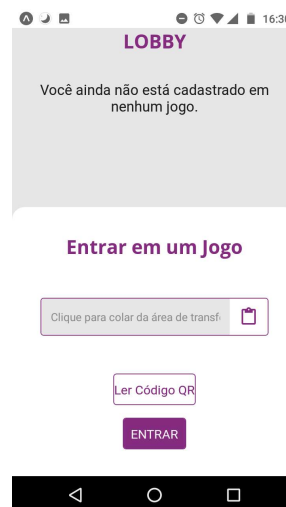 16:30
LOBBY
Você ainda não está cadastrado em
nenhum jogo.
Entrar em um Jogo
Clique para colar da área de transf
Ler Código QR
ENTRAR